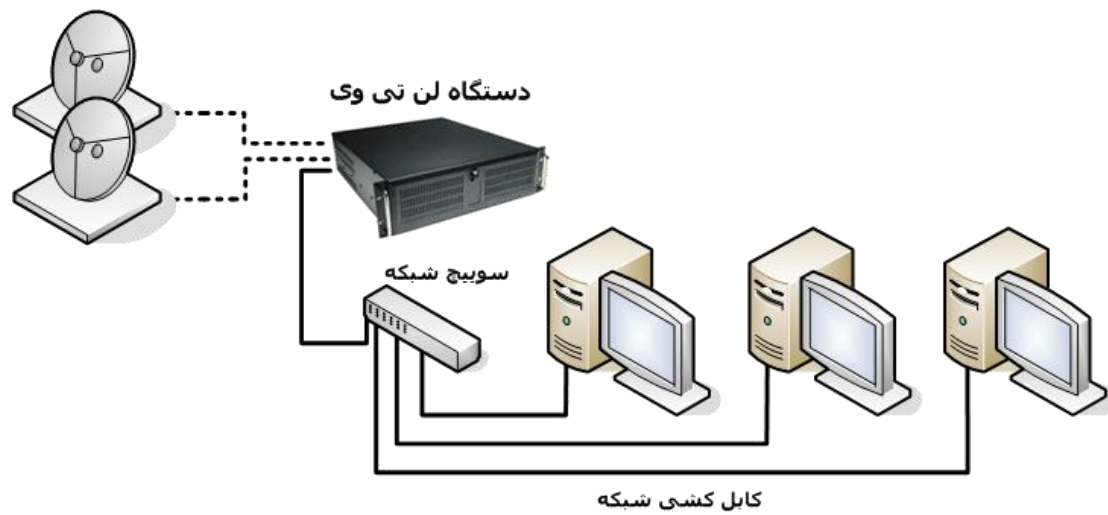 دستگاه لن تی وی
سوییچ شبکه
کابل کشی شبکه